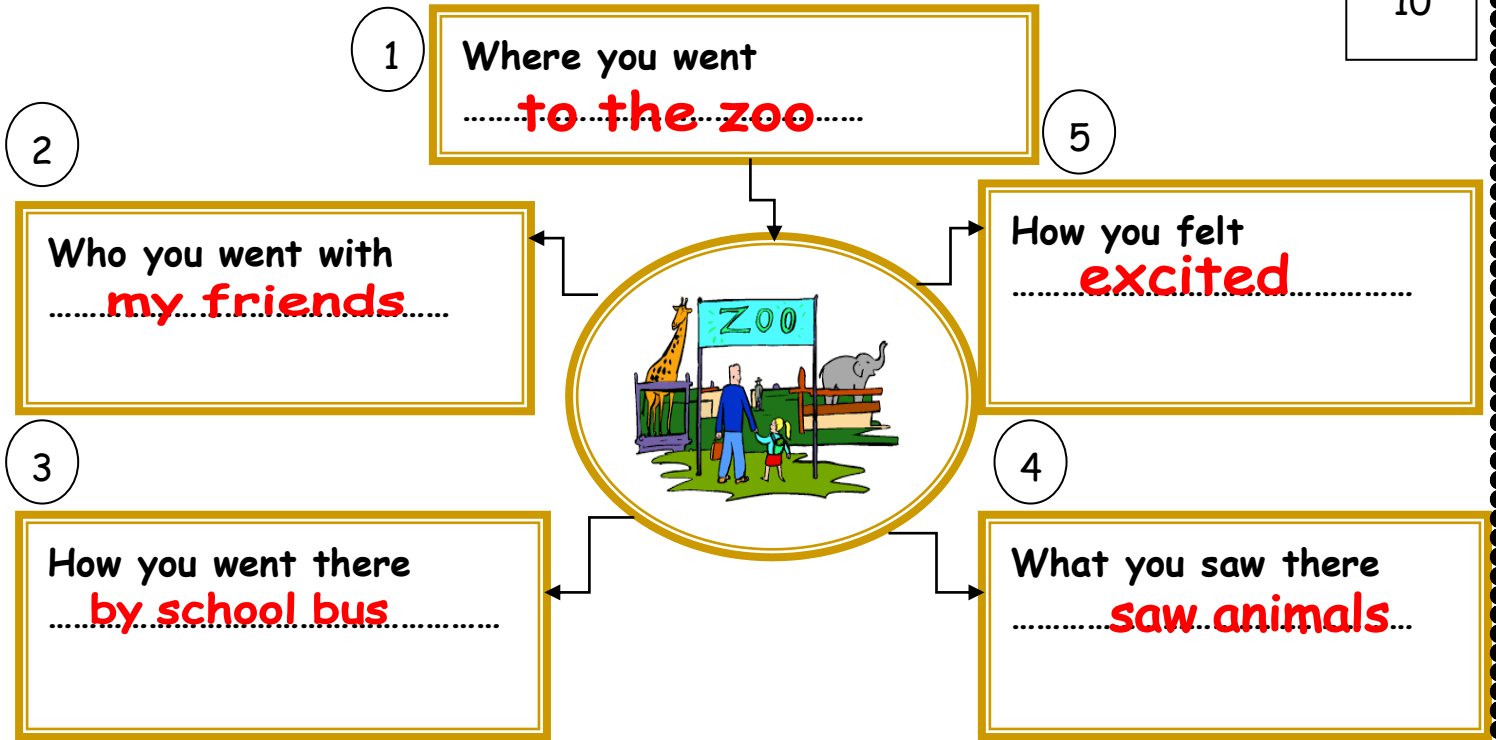 10
1
Where you went
to the zoo
2
Who you went with
my friends
3
How you went there
by school bus
4
What you saw there
saw animals
5
How you felt
excited
ZOO